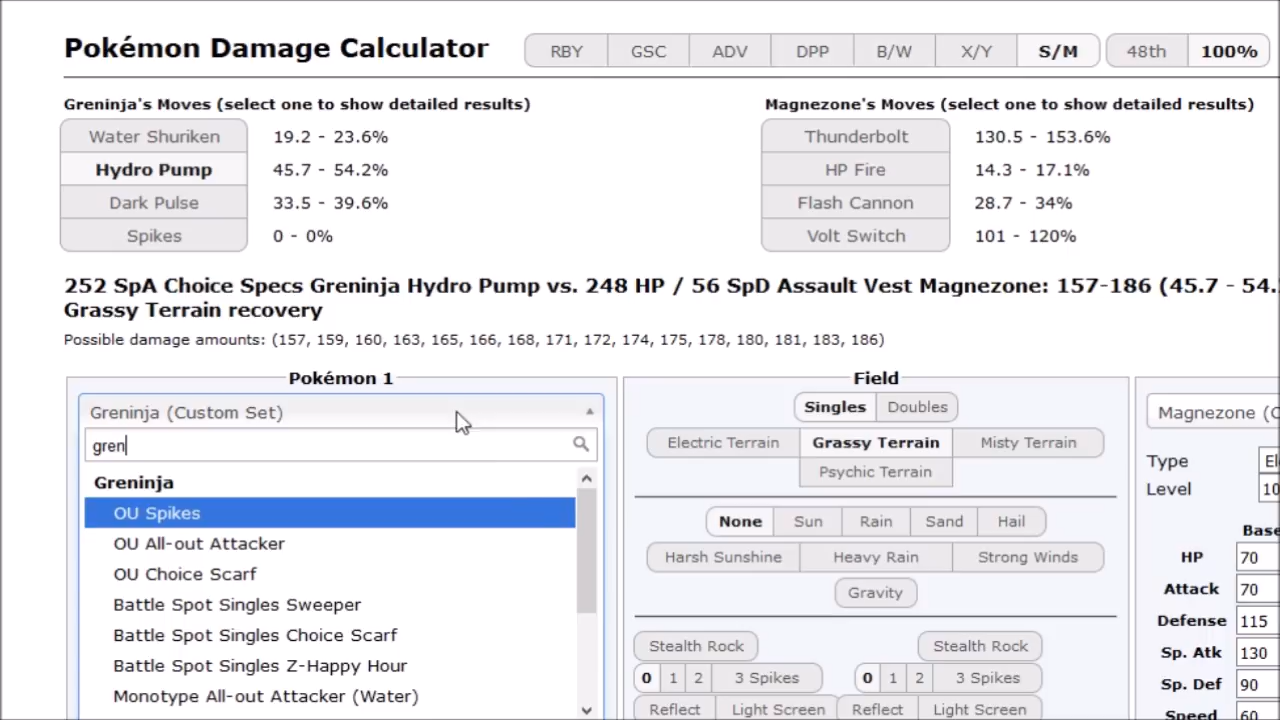 Pokémon Damage Calculator RBY GSC ADV DPP B/W X/Y S/M 48th 100%
Greninja's Moves (select one to show detailed results)
Water Shuriken 19.2 - 23.6%
Hydro Pump 45.7 - 54.2%
Dark Pulse 33.5 - 39.6%
Spikes 0 - 0%
Magnezone's Moves (select one to show detailed results)
Thunderbolt 130.5 - 153.6%
HP Fire 14.3 - 17.1%
Flash Cannon 28.7 - 34%
Volt Switch 101 - 120%
252 SpA Choice Specs Greninja Hydro Pump vs. 248 HP / 56 SpD Assault Vest Magnezone: 157-186 (45.7 - 54.
Grassy Terrain recovery
Possible damage amounts: (157, 159, 160, 163, 165, 166, 168, 171, 172, 174, 175, 178, 180, 181, 183, 186)
Pokémon 1
Greninja (Custom Set)
gren
Greninja
OU Spikes
OU All-out Attacker
OU Choice Scarf
Battle Spot Singles Sweeper
Battle Spot Singles Choice Scarf
Battle Spot Singles Z-Happy Hour
Monotype All-out Attacker (Water)
Field
Singles Doubles
Electric Terrain Grassy Terrain Misty Terrain
Psychic Terrain
None Sun Rain Sand Hail
Harsh Sunshine Heavy Rain Strong Winds
Gravity
Stealth Rock Stealth Rock
0 1 2 3 Spikes 0 1 2 3 Spikes
Reflect Light Screen Reflect Light Screen
Magnezone (C
Type El
Level 10
Base
HP 70
Attack 70
Defense 115
Sp. Atk 130
Sp. Def 90
Speed 60